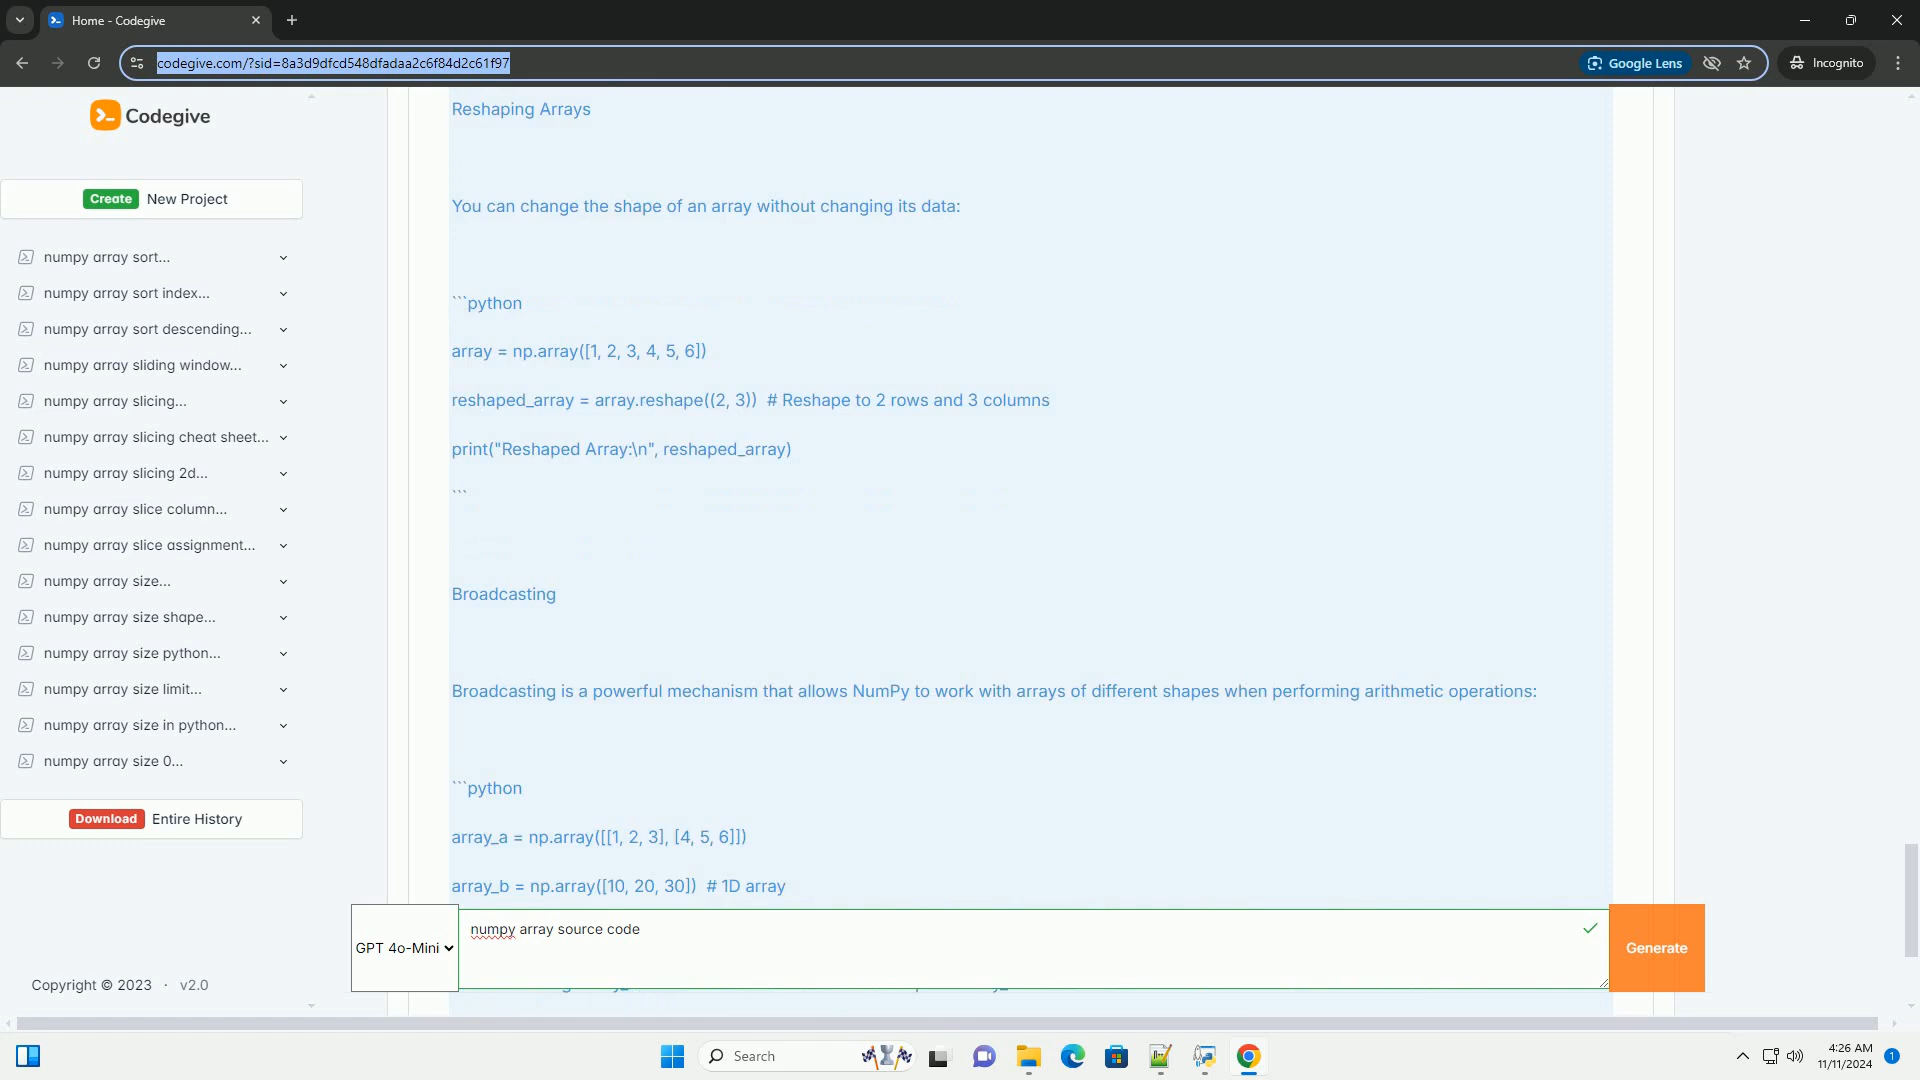 Home - Codegive
codegive.com/?sid=8a3d9dfcd548dfadaa2c6f84d2c61f97
Google Lens
Incognito
Codegive
Create New Project
numpy array sort...
numpy array sort index...
numpy array sort descending...
numpy array sliding window...
numpy array slicing...
numpy array slicing cheat sheet...
numpy array slicing 2d...
numpy array slice column...
numpy array slice assignment...
numpy array size...
numpy array size shape...
numpy array size python...
numpy array size limit...
numpy array size in python...
numpy array size 0...
Download Entire History
Copyright © 2023 · v2.0
Reshaping Arrays
You can change the shape of an array without changing its data:
```python
array = np.array([1, 2, 3, 4, 5, 6])
reshaped_array = array.reshape((2, 3))  # Reshape to 2 rows and 3 columns
print("Reshaped Array:\n", reshaped_array)
```
Broadcasting
Broadcasting is a powerful mechanism that allows NumPy to work with arrays of different shapes when performing arithmetic operations:
```python
array_a = np.array([[1, 2, 3], [4, 5, 6]])
array_b = np.array([10, 20, 30])  # 1D array
GPT 4o-Mini
numpy array source code
Generate
Search
4:26 AM
11/11/2024
1